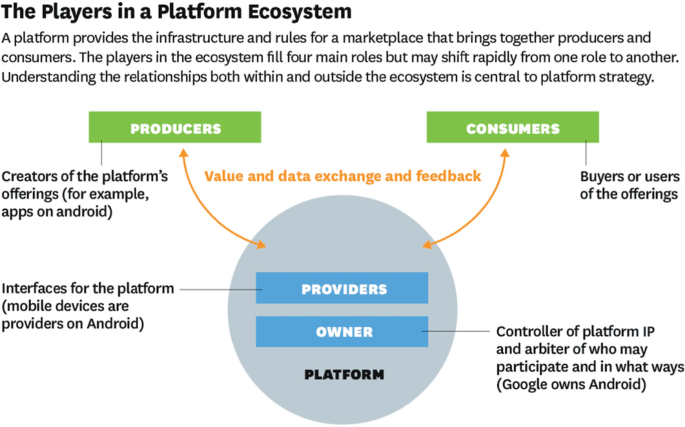 The Players in a Platform Ecosystem
A platform provides the infrastructure and rules for a marketplace that brings together producers and
consumers. The players in the ecosystem fill four main roles but may shift rapidly from one role to another.
Understanding the relationships both within and outside the ecosystem is central to platform strategy.
PRODUCERS
CONSUMERS
Creators of the platform's
offerings (for example,
apps on android)
Value and data exchange and feedback
Buyers or users
of the offerings
Interfaces for the platform
(mobile devices are
providers on Android)
PROVIDERS
OWNER
PLATFORM
Controller of platform IP
and arbiter of who may
participate and in what ways
(Google owns Android)